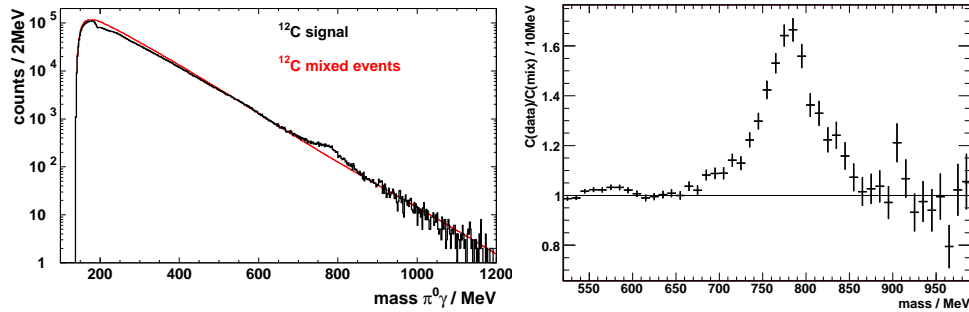 counts / 2MeV
10⁵
10⁴
10³
10²
10
1
¹²C signal
¹²C mixed events
200 400 600 800 1000 1200
mass π⁰γ / MeV
C(data)/C(mix) / 10MeV
1.6
1.4
1.2
1
0.8
550 600 650 700 750 800 850 900 950
mass / MeV